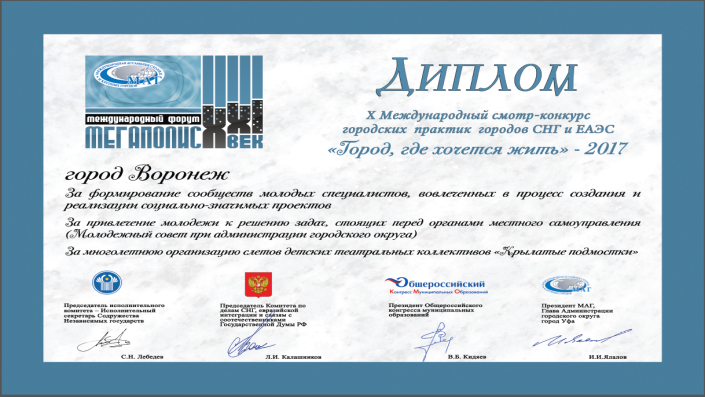 МАГ
международный форум
МЕГАПОЛИС XXI ВЕК
Диплом
X Международный смотр-конкурс
городских практик городов СНГ и ЕАЭС
«Город, где хочется жить» - 2017
город Воронеж
За формирование сообществ молодых специалистов, вовлеченных в процесс создания и
реализации социально-значимых проектов
За привлечение молодежи к решению задач, стоящих перед органами местного самоуправления
(Молодежный совет при администрации городского округа)
За многолетнюю организацию слетов детских театральных коллективов «Крылатые подмостки»
Председатель исполнительного
комитета – Исполнительный
секретарь Содружества
Независимых государств
С.Н. Лебедев
Председатель Комитета по
делам СНГ, евразийской
интеграции и связям с
соотечественниками
Государственной Думы РФ
Л.И. Калашников
Общероссийский
Конгресс Муниципальных Образований
Президент Общероссийского
конгресса муниципальных
образований
В.Б. Кидяев
МАГ
Президент МАГ,
Глава Администрации
городского округа
город Уфа
И.И.Ялалов